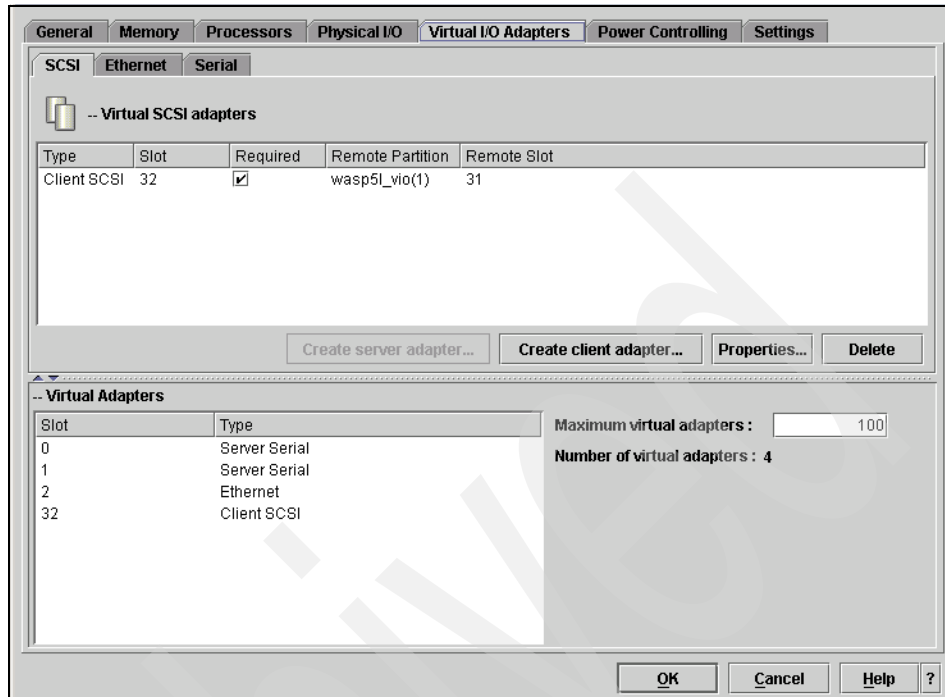 General Memory Processors Physical I/O Virtual I/O Adapters Power Controlling Settings
SCSI Ethernet Serial
-- Virtual SCSI adapters
Type Slot Required Remote Partition Remote Slot
Client SCSI 32 wasp5l_vio(1) 31
Create server adapter... Create client adapter... Properties... Delete
-- Virtual Adapters
Slot Type
0 Server Serial
1 Server Serial
2 Ethernet
32 Client SCSI
Maximum virtual adapters : 100
Number of virtual adapters : 4
OK Cancel Help ?